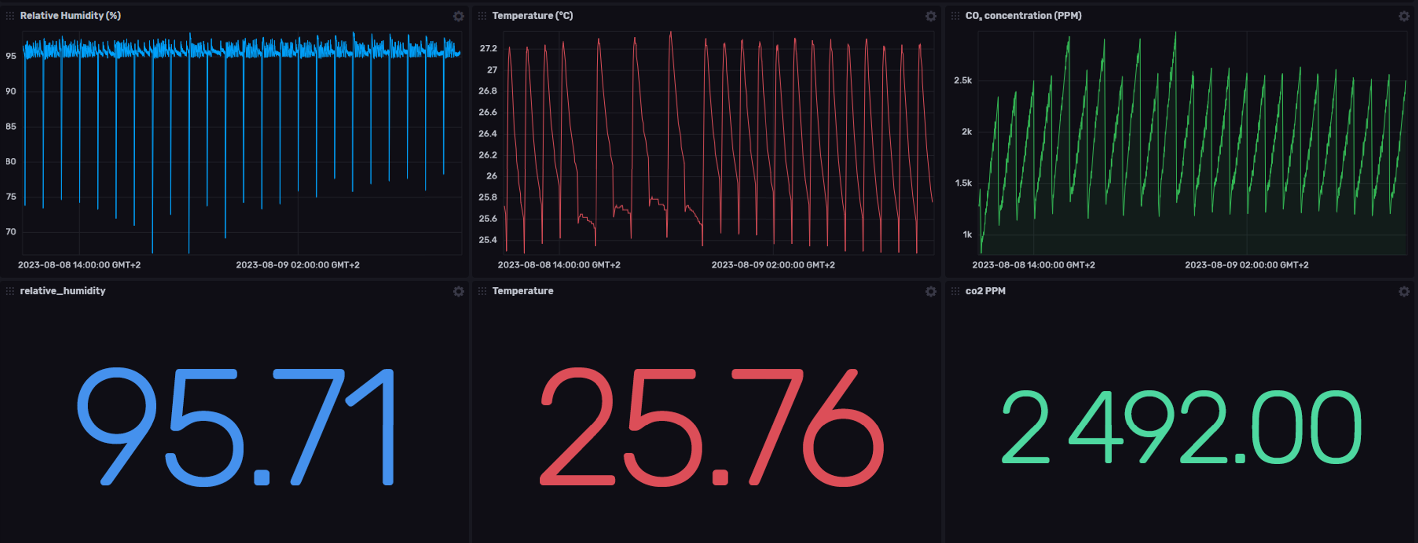 Relative Humidity (%)
95
90
85
80
75
70
2023-08-08 14:00:00 GMT+2 2023-08-09 02:00:00 GMT+2
Temperature (°C)
27.2
27
26.8
26.6
26.4
26.2
26
25.8
25.6
25.4
2023-08-08 14:00:00 GMT+2 2023-08-09 02:00:00 GMT+2
CO₂ concentration (PPM)
2.5k
2k
1.5k
1k
2023-08-08 14:00:00 GMT+2 2023-08-09 02:00:00 GMT+2
relative_humidity
95.71
Temperature
25.76
co2 PPM
2 492.00